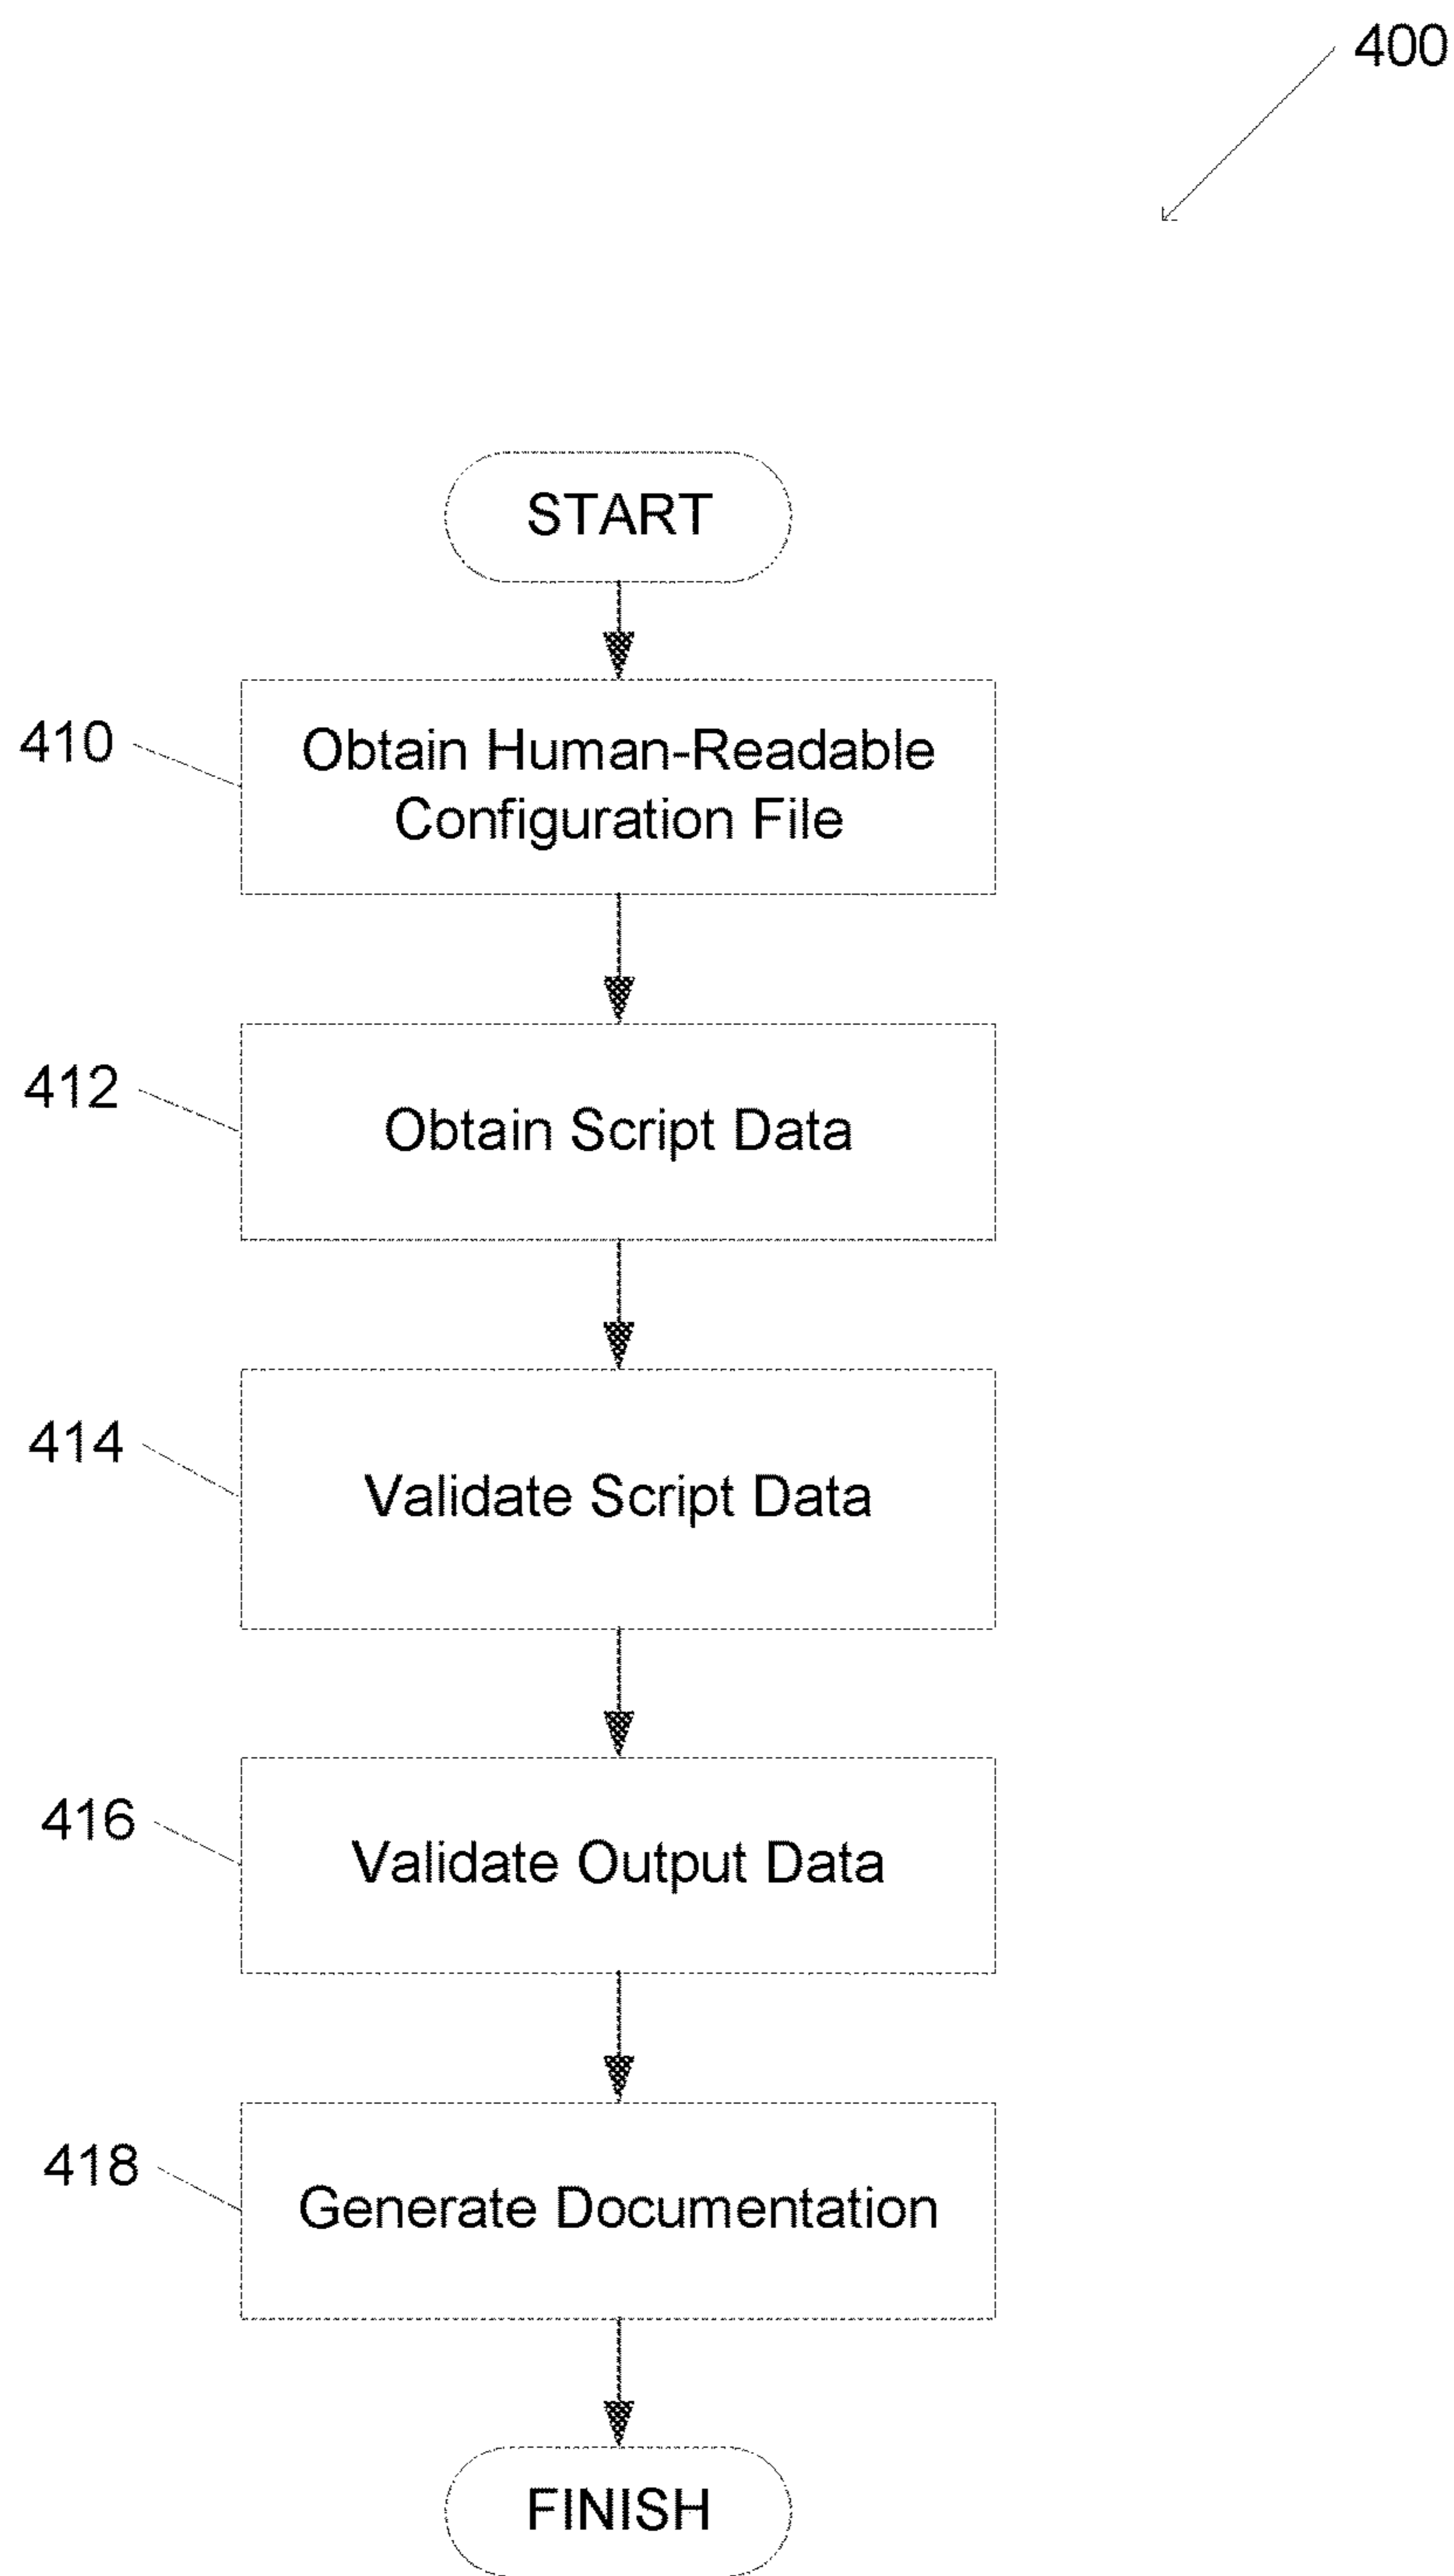 400
START
410
Obtain Human-Readable
Configuration File
412
Obtain Script Data
414
Validate Script Data
416
Validate Output Data
418
Generate Documentation
FINISH